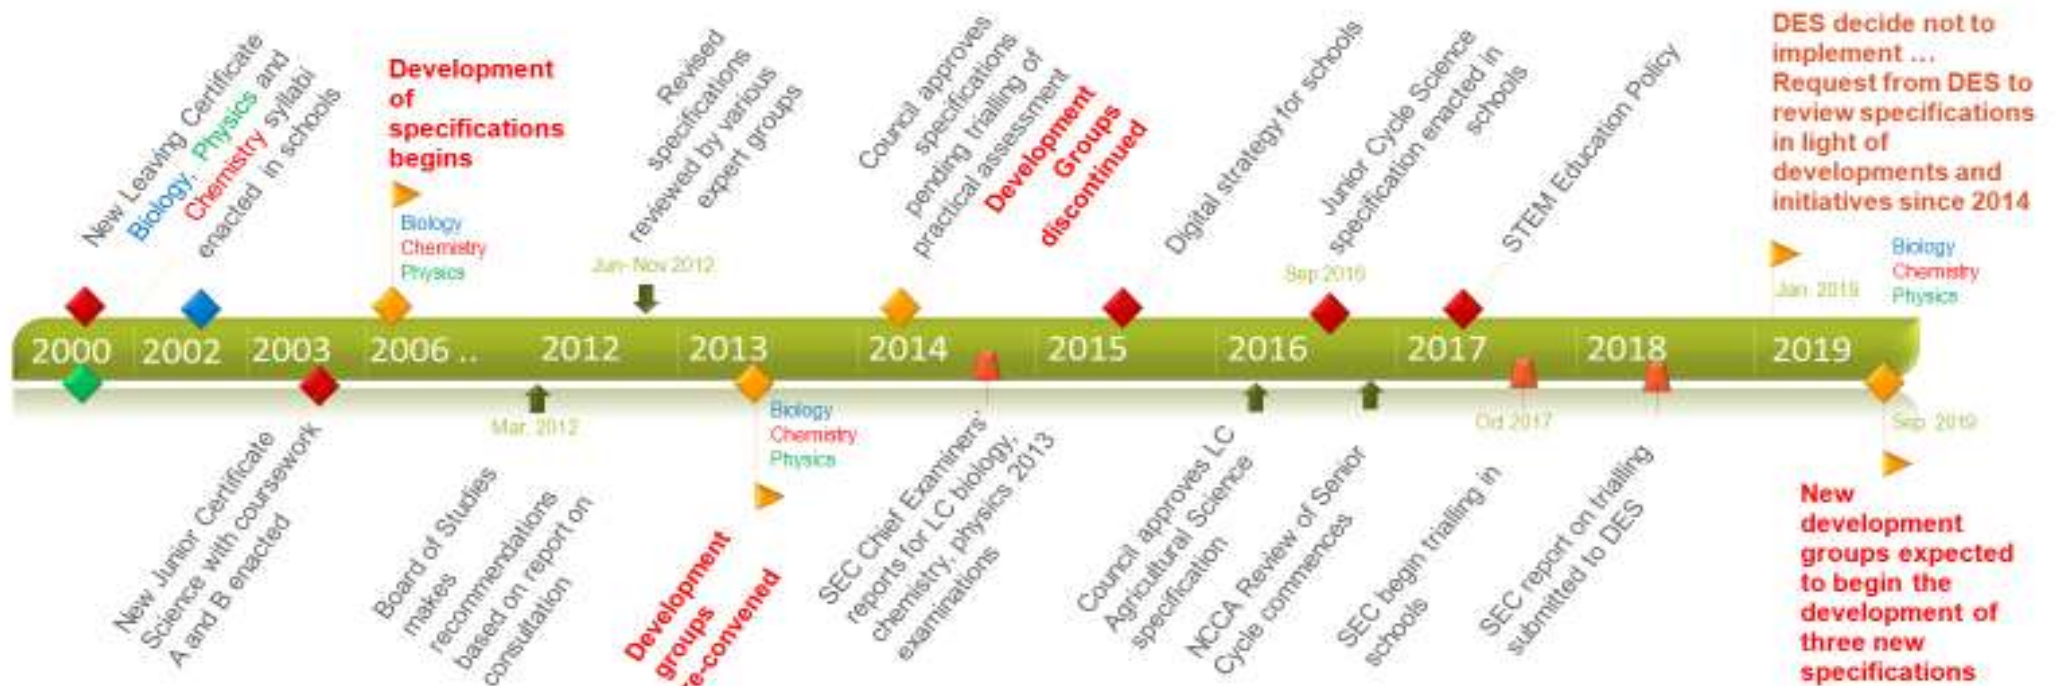 New Leaving Certificate
Biology, Physics and
Chemistry syllabi
enacted in schools
Development
of
specifications
begins
Biology
Chemistry
Physics
Revised
specifications
reviewed by various
expert groups
Jun- Nov 2012
Council approves
specifications
pending trialling of
practical assessment
Development
Groups
discontinued
Digital strategy for schools
Junior Cycle Science
specification enacted in
schools
Sep 2016
STEM Education Policy
DES decide not to
implement ...
Request from DES to
review specifications
in light of
developments and
initiatives since 2014
Jan. 2019
Biology
Chemistry
Physics
2000 2002 2003 2006 .. 2012 2013 2014 2015 2016 2017 2018 2019
New Junior Certificate
Science with coursework
A and B enacted
Mar. 2012
Board of Studies
makes
recommendations
based on report on
consultation
Biology
Chemistry
Physics
Development
groups
re-convened
SEC Chief Examiners'
reports for LC biology,
chemistry, physics 2013
examinations
Council approves LC
Agricultural Science
specification
NCCA Review of Senior
Cycle commences
Oct 2017
SEC begin trialling in
schools
SEC report on trialling
submitted to DES
Sep. 2019
New
development
groups expected
to begin the
development of
three new
specifications